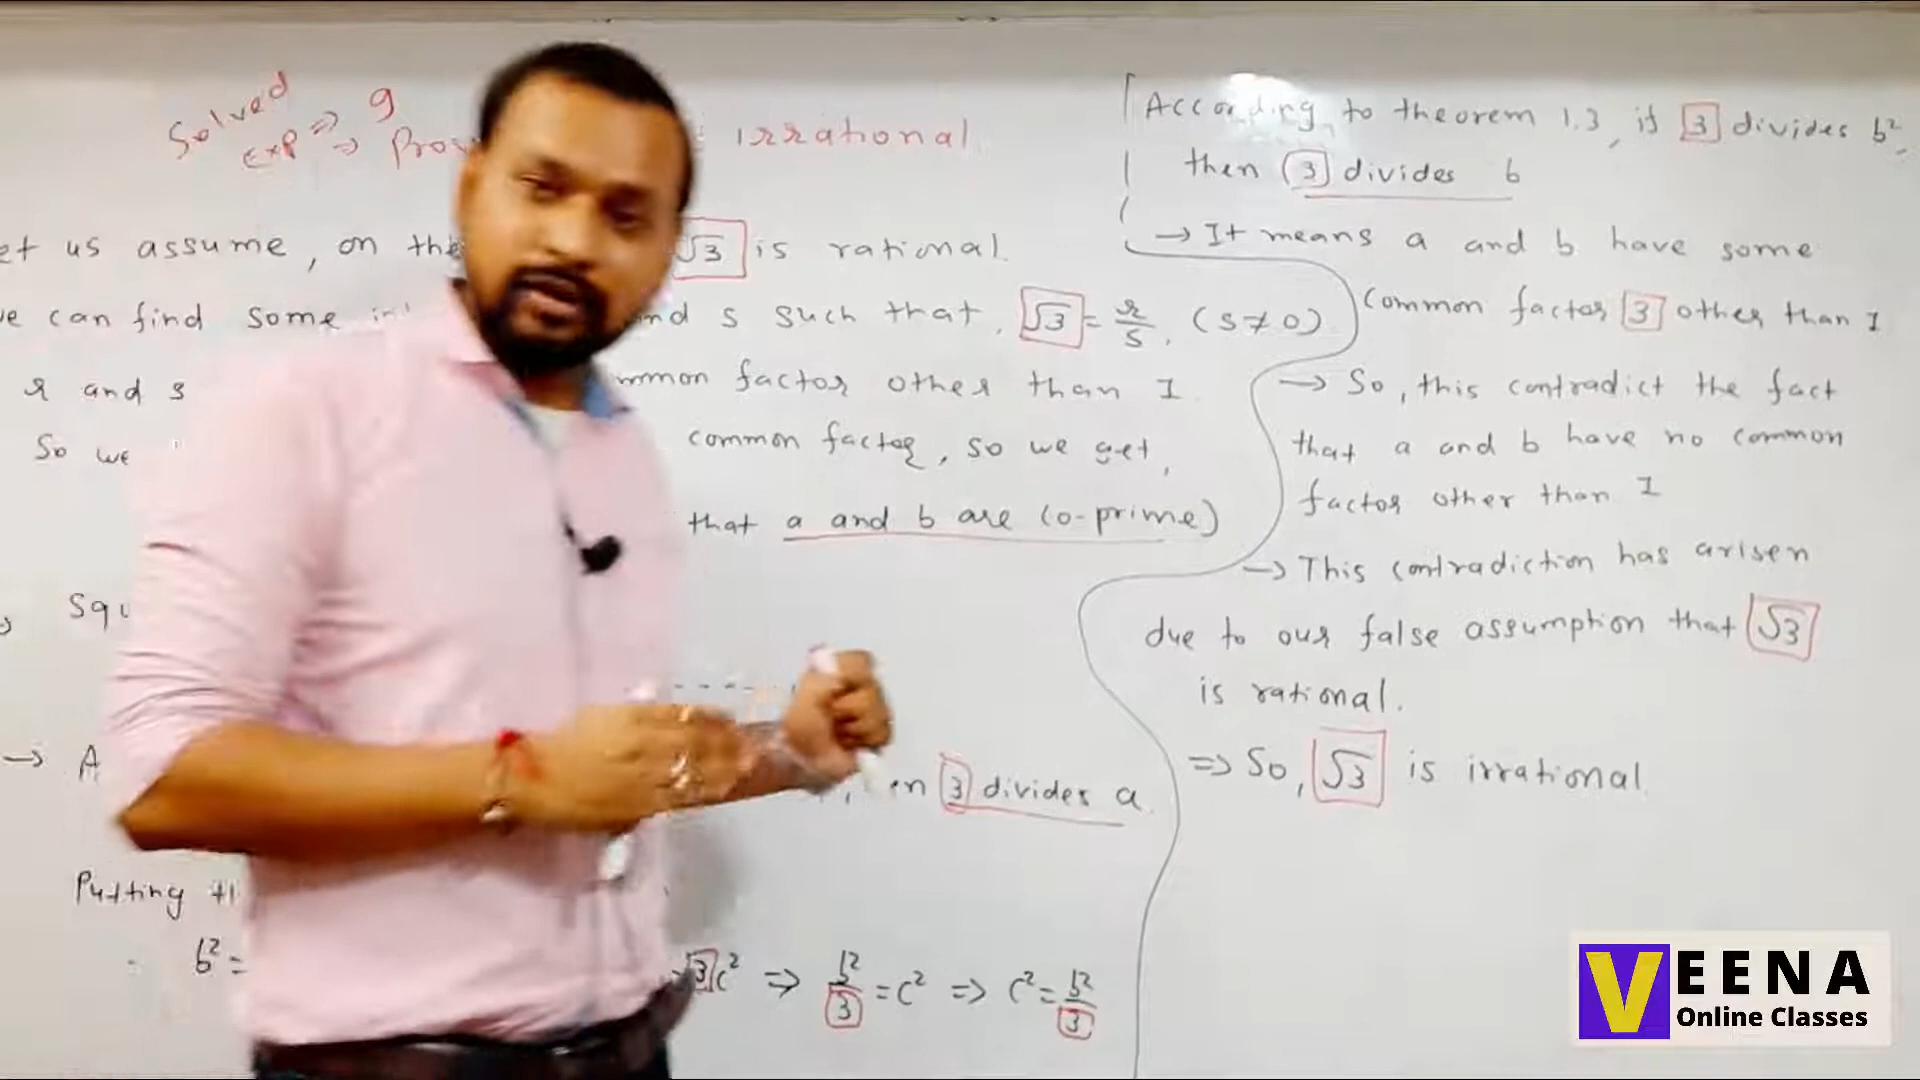 Solved
Exp ⇒ 9
⇒ Prov irrational
et us assume, on the √3 is rational.
we can find some and s such that, √3 = r/s, (s≠0)
r and s common factor other than 1
So we common factor, so we get,
that a and b are co-prime)
Squ
→ A en 3 divides a
Putting th
b² = 3c² ⇒ b²/3 = c² ⇒ c² = b²/3
According to theorem 1.3, if 3 divides b²,
then 3 divides b
→ It means a and b have some
common factor 3 other than 1
→ So, this contradict the fact
that a and b have no common
factor other than 1
→ This contradiction has arisen
due to our false assumption that √3
is rational.
⇒ So, √3 is irrational
VEENA
Online Classes